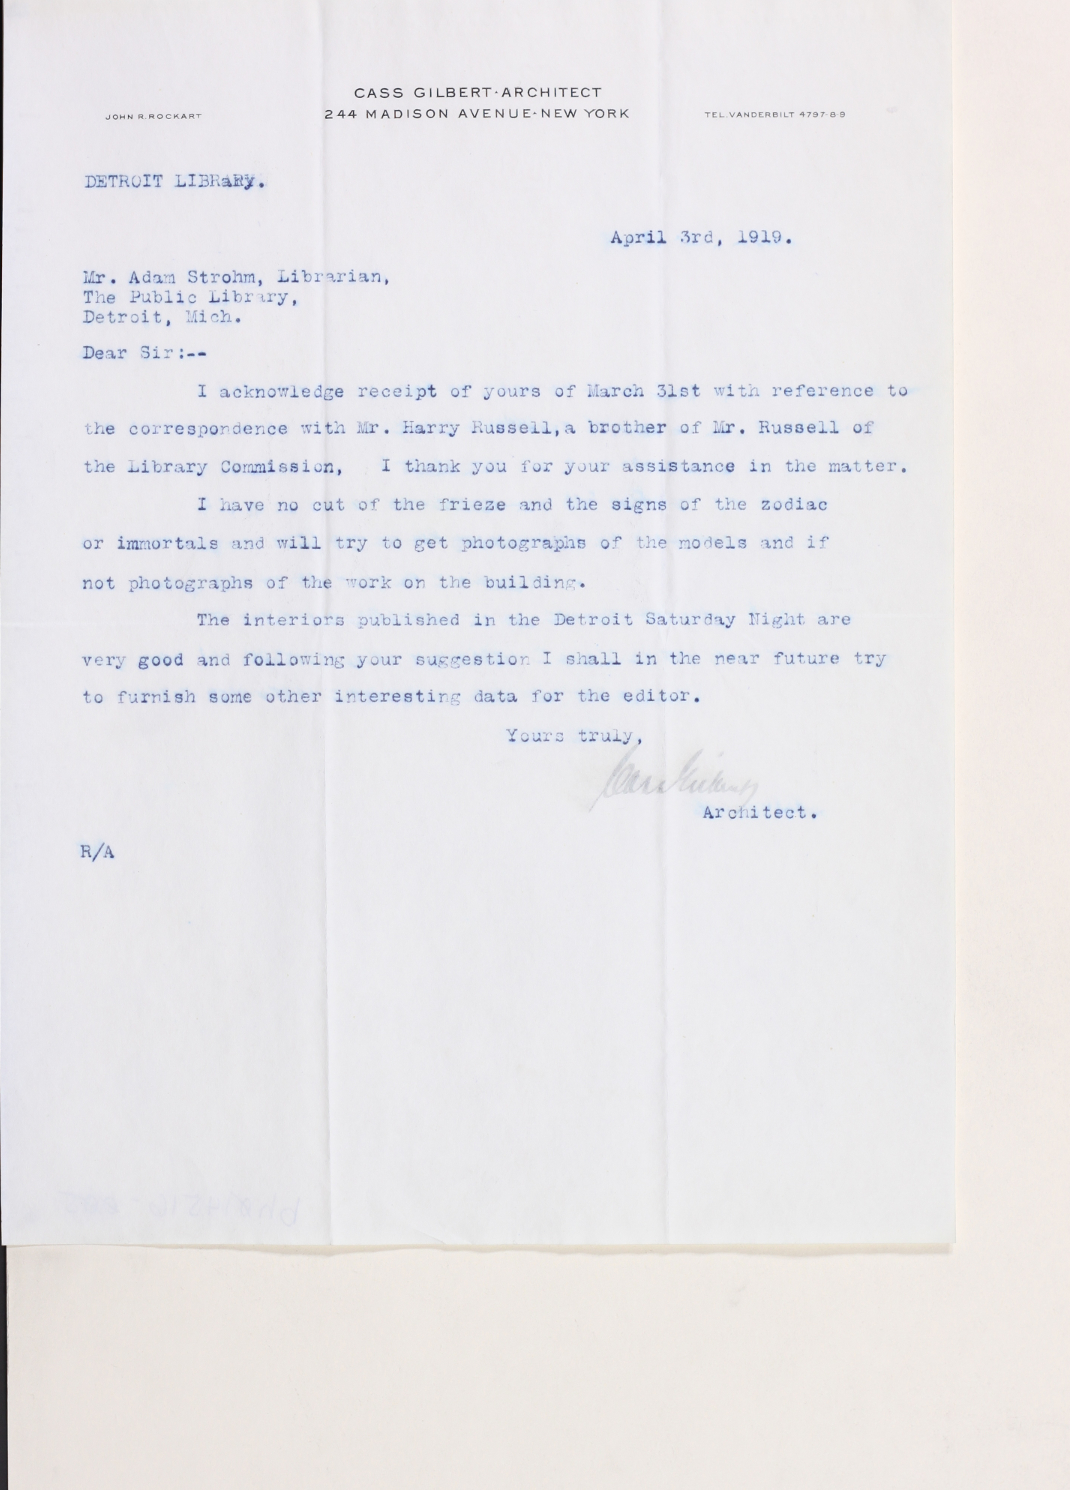 CASS GILBERT·ARCHITECT
244 MADISON AVENUE·NEW YORK
JOHN R. ROCKART
TEL. VANDERBILT 4797-8-9
DETROIT LIBRaRy.
April 3rd, 1919.
Mr. Adam Strohm, Librarian,
The Public Library,
Detroit, Mich.
Dear Sir:--
I acknowledge receipt of yours of March 31st with reference to
the correspondence with Mr. Harry Russell,a brother of Mr. Russell of
the Library Commission, I thank you for your assistance in the matter.
I have no cut of the frieze and the signs of the zodiac
or immortals and will try to get photographs of the models and if
not photographs of the work on the building.
The interiors published in the Detroit Saturday Night are
very good and following your suggestion I shall in the near future try
to furnish some other interesting data for the editor.
Yours truly,
Cass Gilbert
Architect.
R/A